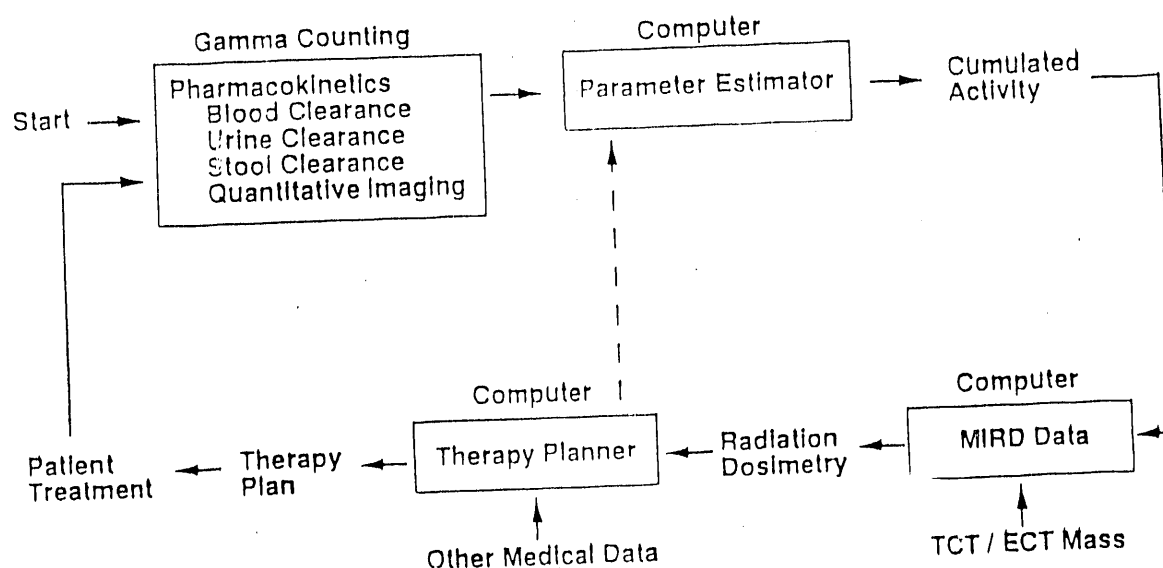 Gamma Counting
Computer
Start
Pharmacokinetics
Blood Clearance
Urine Clearance
Stool Clearance
Quantitative Imaging
Parameter Estimator
Cumulated
Activity
Computer
Computer
Patient
Treatment
Therapy
Plan
Therapy Planner
Radiation
Dosimetry
MIRD Data
Other Medical Data
TCT / ECT Mass